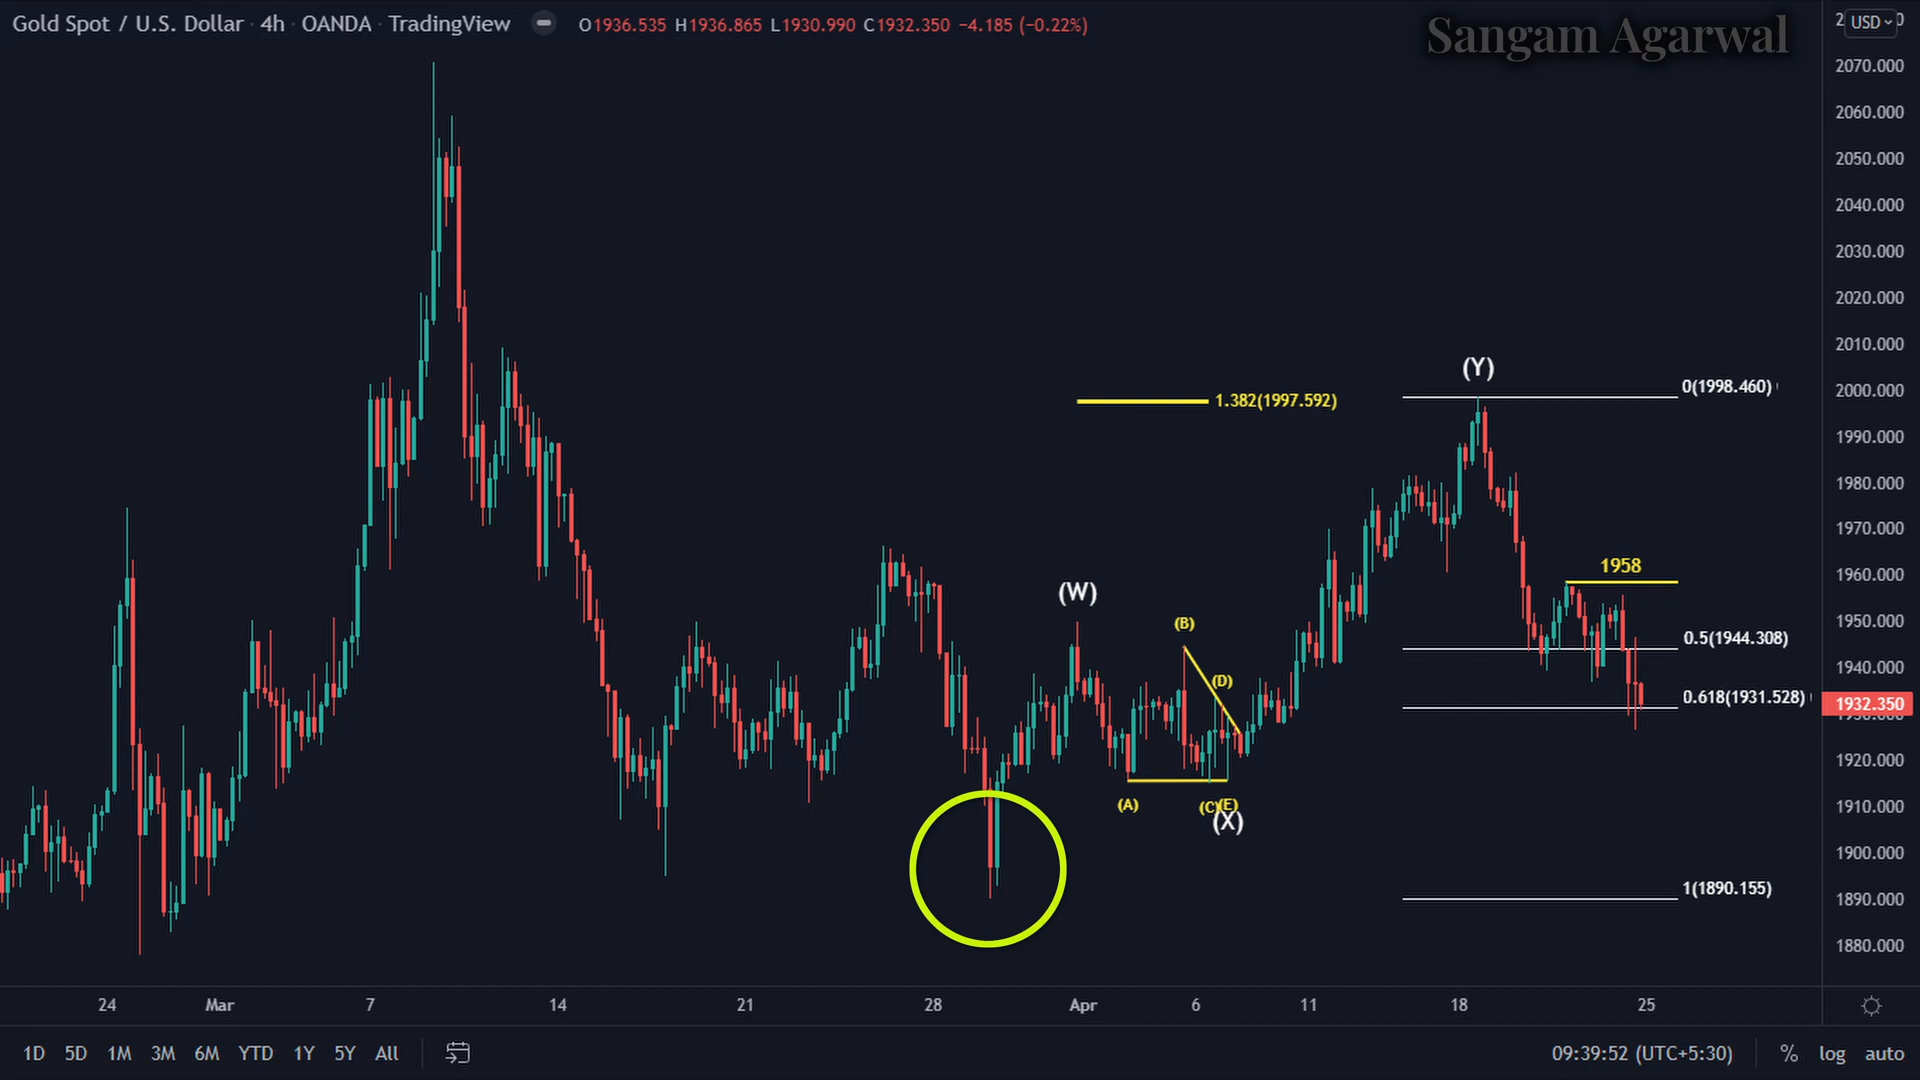 Gold Spot / U.S. Dollar · 4h · OANDA · TradingView
O1936.535 H1936.865 L1930.990 C1932.350 −4.185 (−0.22%)
Sangam Agarwal
USD
2070.000
2060.000
2050.000
2040.000
2030.000
2020.000
2010.000
2000.000
1990.000
1980.000
1970.000
1960.000
1950.000
1940.000
1932.350
1930.000
1920.000
1910.000
1900.000
1890.000
1880.000
(Y)
0(1998.460)
1.382(1997.592)
1958
(W)
(B)
0.5(1944.308)
(D)
0.618(1931.528)
(A)
(C)
(E)
(X)
1(1890.155)
24 Mar 7 14 21 28 Apr 6 11 18 25
1D 5D 1M 3M 6M YTD 1Y 5Y All
09:39:52 (UTC+5:30) % log auto